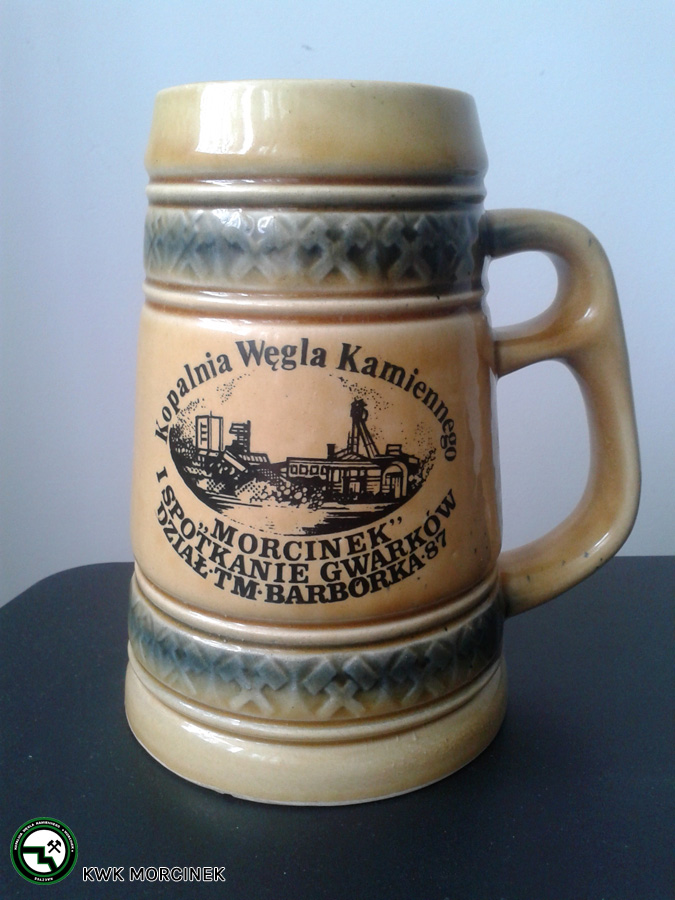 Kopalnia Węgla Kamiennego
„MORCINEK”
I SPOTKANIE GWARKÓW
DZIAŁ·TM·BARBÓRKA 87
KWK MORCINEK